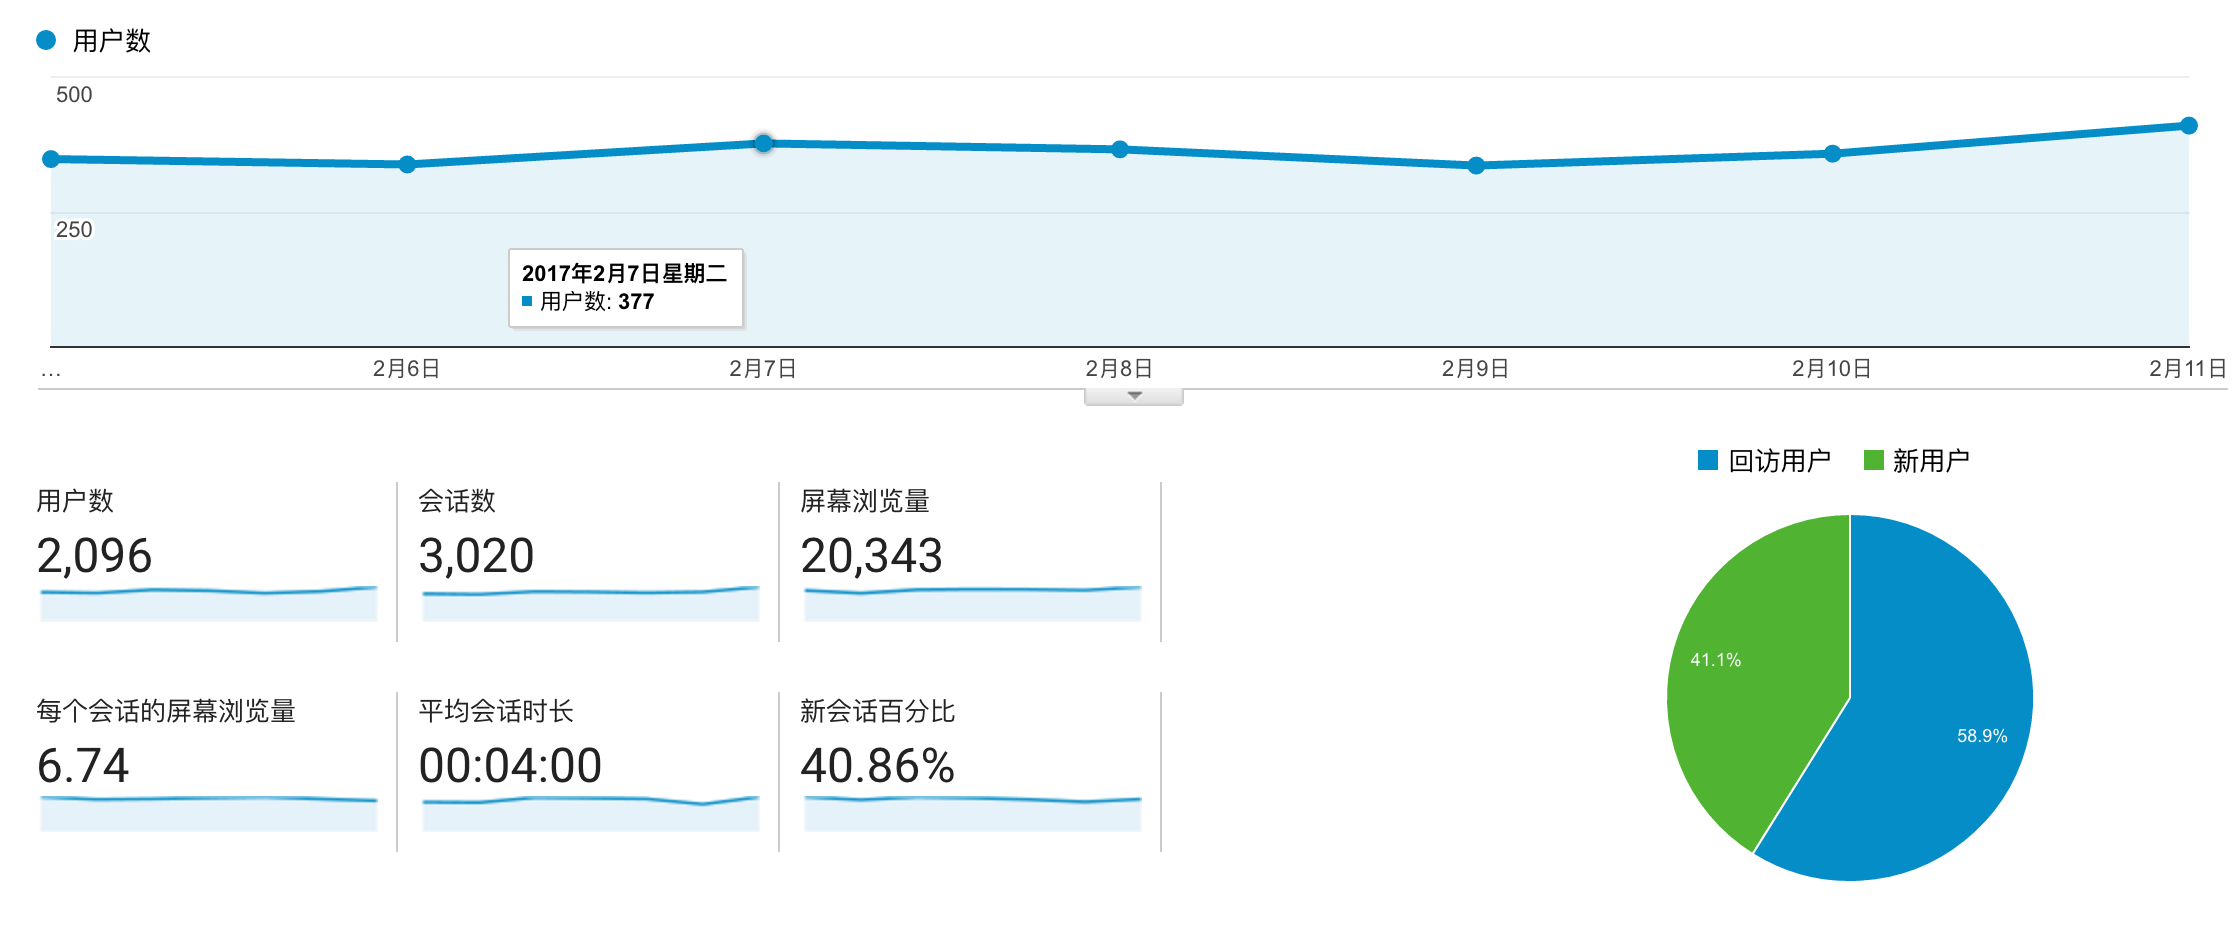 用户数
500
250
2017年2月7日星期二
用户数: 377
...
2月6日
2月7日
2月8日
2月9日
2月10日
2月11日
回访用户
新用户
用户数
2,096
会话数
3,020
屏幕浏览量
20,343
每个会话的屏幕浏览量
6.74
平均会话时长
00:04:00
新会话百分比
40.86%
41.1%
58.9%